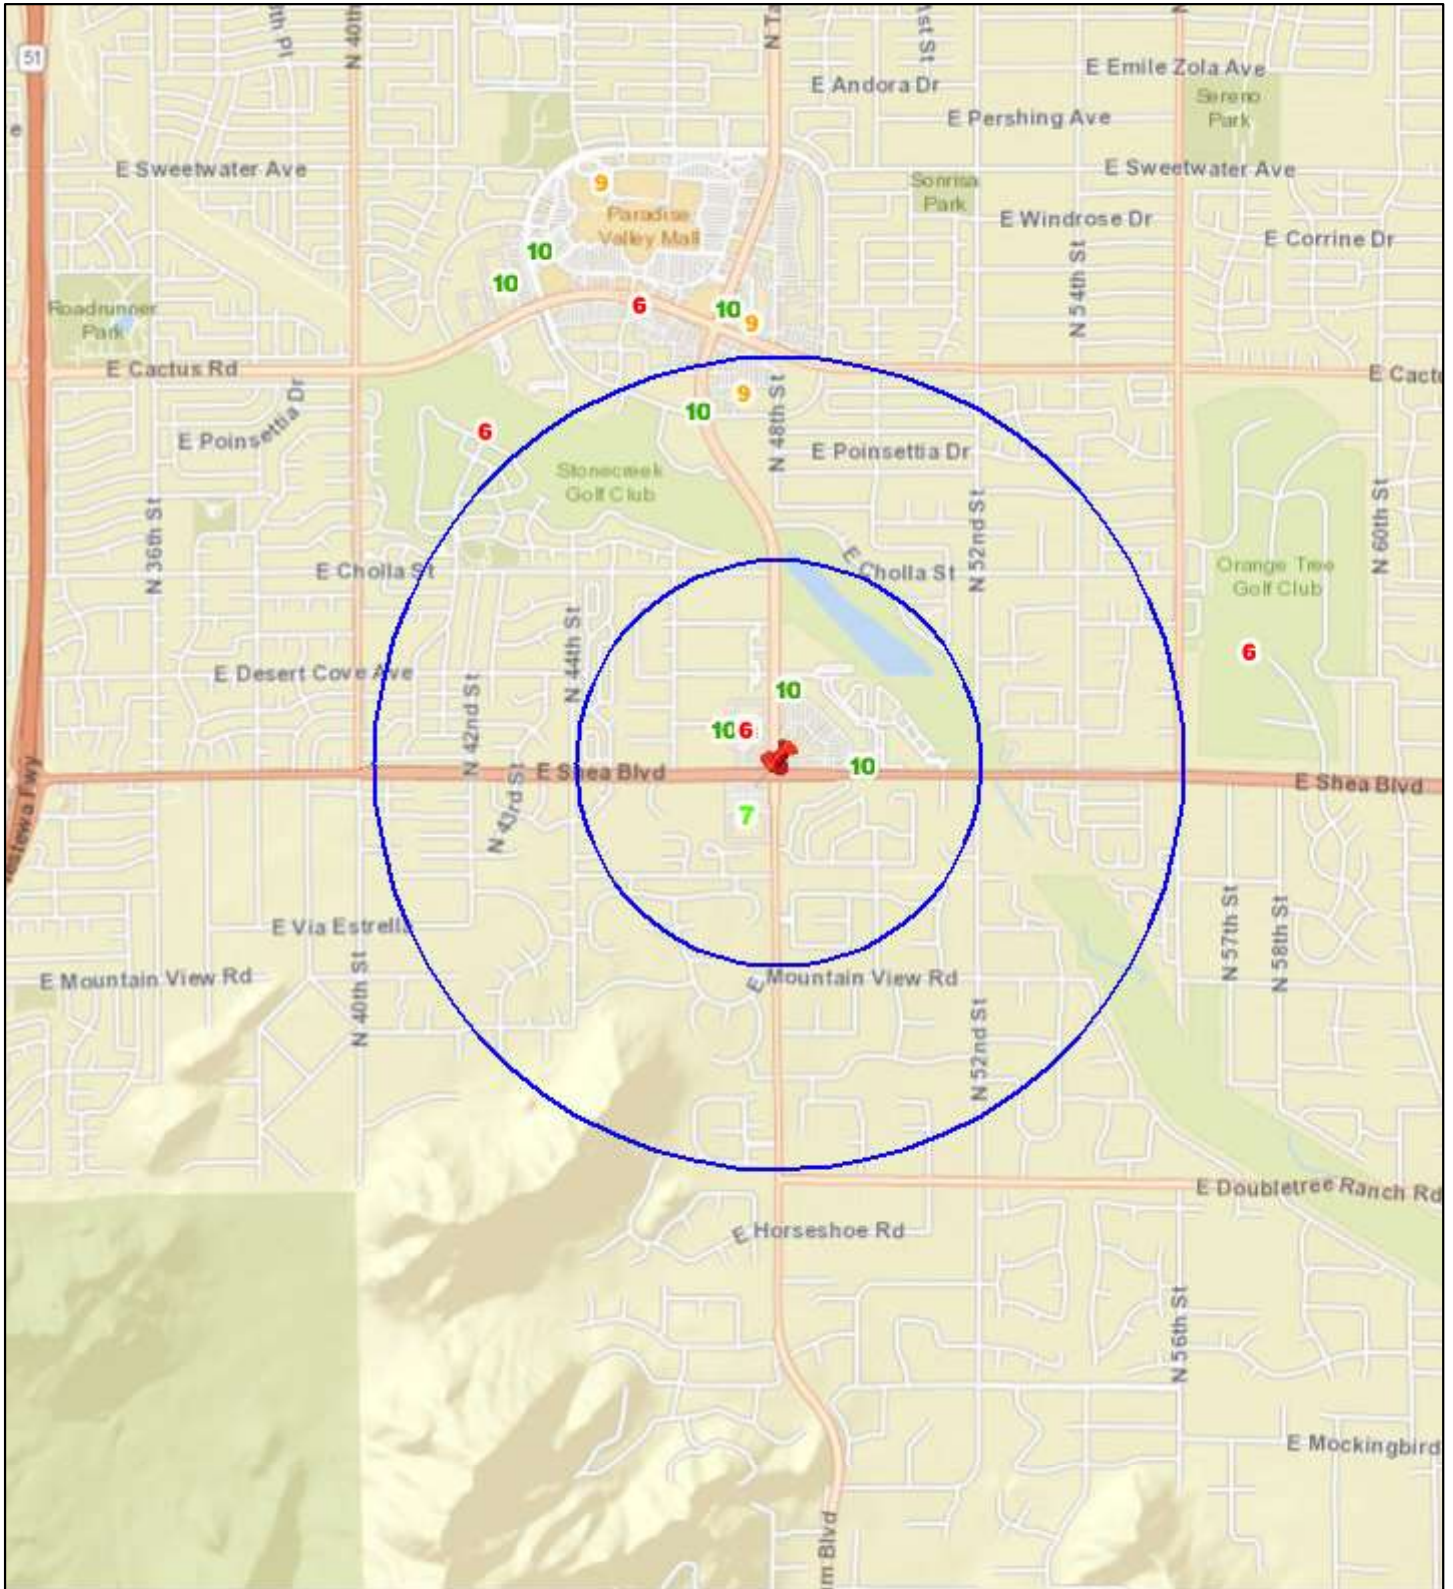 51
N 40th
N Ta
E Emile Zola Ave
E Andora Dr
Sereno
Park
E Pershing Ave
E Sweetwater Ave
E Sweetwater Ave
9
Sonrisa
Park
Paradise
Valley Mall
E Windrose Dr
E Corrine Dr
10
10
N 54th St
Roadrunner
Park
6
10
9
E Cactus Rd
E Cact
9
10
N 48th St
E Poinsettia Dr
6
E Poinsettia Dr
Stonecreek
Golf Club
N 36th St
N 52nd St
N 60th St
E Cholla St
E Cholla St
Orange Tree
Golf Club
N 44th St
6
E Desert Cove Ave
10
N 42nd St
10
6
10
E Shea Blvd
E Shea Blvd
N 43rd St
7
E Via Estrella
N 57th St
N 58th St
E Mountain View Rd
E Mountain View Rd
N 40th St
N 52nd St
E Doubletree Ranch Rd
E Horseshoe Rd
N 56th St
E Mockingbird
m Blvd